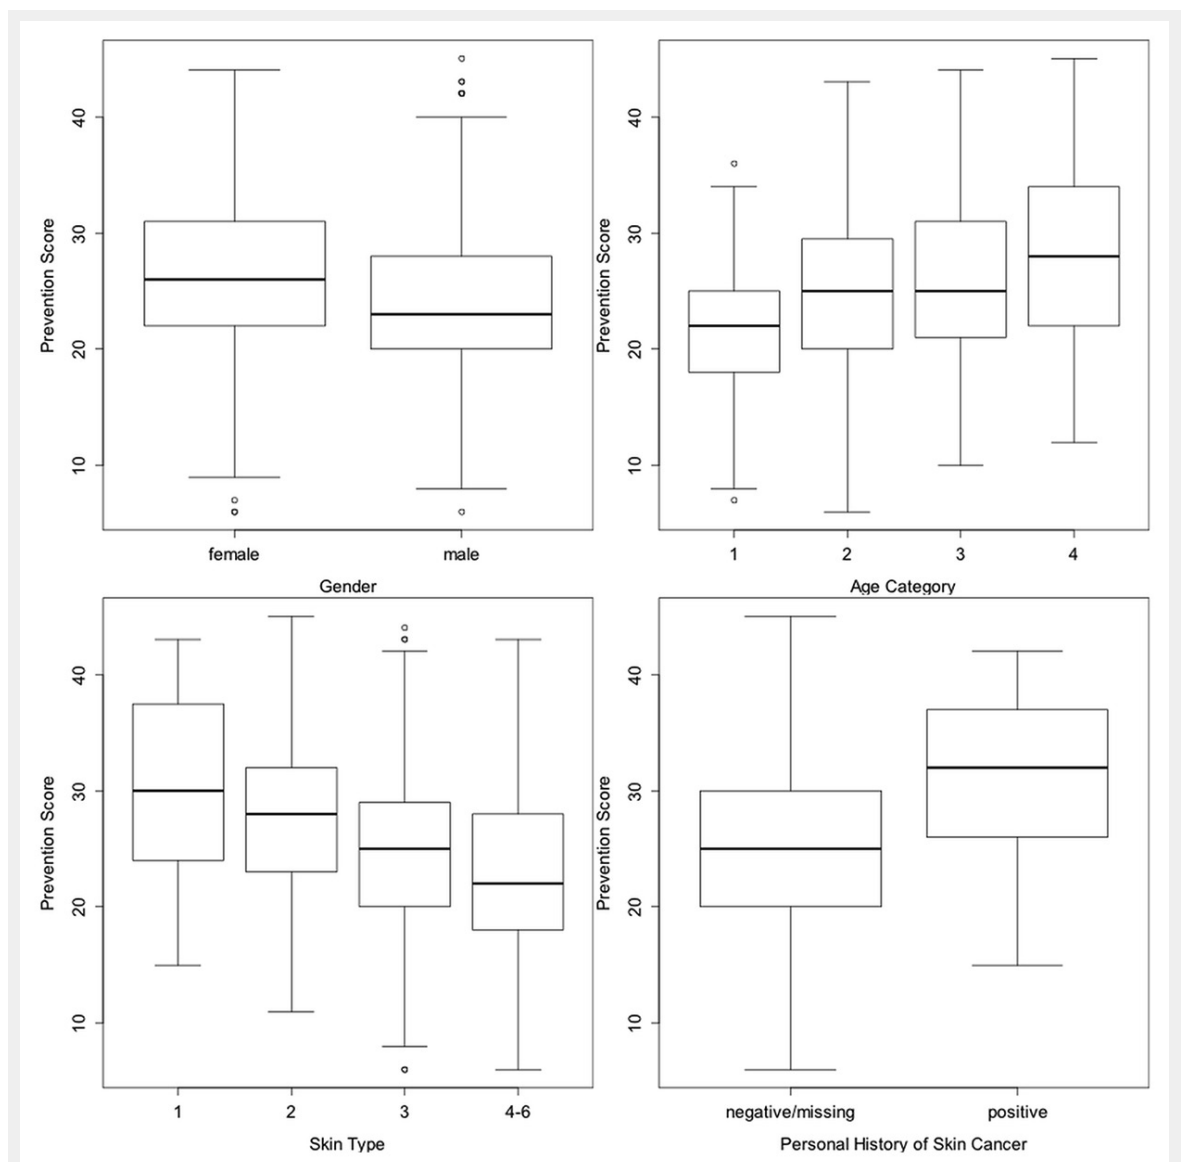 Prevention Score
40
30
20
10
female male
Gender
Prevention Score
40
30
20
10
1 2 3 4
Age Category
Prevention Score
40
30
20
10
1 2 3 4-6
Skin Type
Prevention Score
40
30
20
10
negative/missing positive
Personal History of Skin Cancer